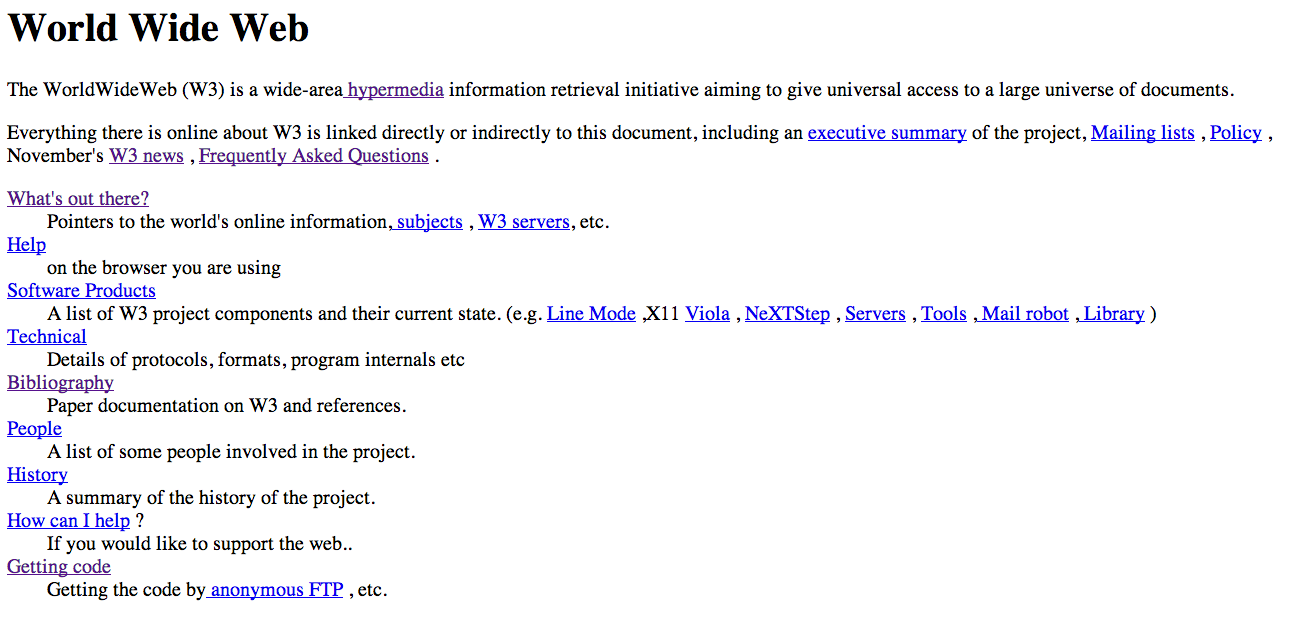 World Wide Web
The WorldWideWeb (W3) is a wide-area hypermedia information retrieval initiative aiming to give universal access to a large universe of documents.
Everything there is online about W3 is linked directly or indirectly to this document, including an executive summary of the project, Mailing lists , Policy ,
November's W3 news , Frequently Asked Questions .
What's out there?
Pointers to the world's online information, subjects , W3 servers, etc.
Help
on the browser you are using
Software Products
A list of W3 project components and their current state. (e.g. Line Mode ,X11 Viola , NeXTStep , Servers , Tools , Mail robot , Library )
Technical
Details of protocols, formats, program internals etc
Bibliography
Paper documentation on W3 and references.
People
A list of some people involved in the project.
History
A summary of the history of the project.
How can I help ?
If you would like to support the web..
Getting code
Getting the code by anonymous FTP , etc.